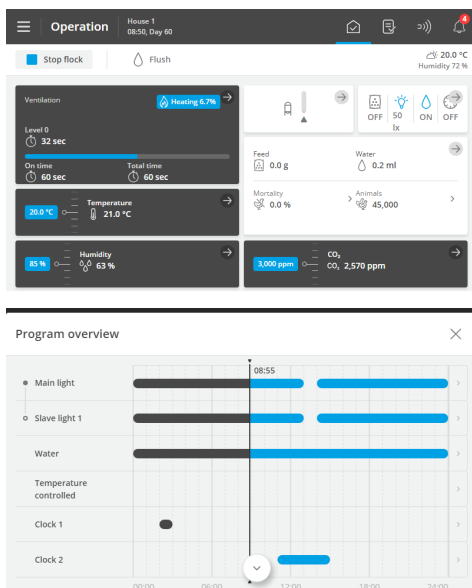 Operation
House 1
08:50, Day 60
4
Stop flock
Flush
20.0 °C
Humidity 72 %
Ventilation
Heating 6.7%
Level 0
32 sec
On time
Total time
60 sec
60 sec
OFF
50
lx
ON
OFF
Feed
0.0 g
Water
0.2 ml
Mortality
0.0 %
Animals
45,000
20.0 °C
Temperature
21.0 °C
85 %
Humidity
63 %
3,000 ppm
CO₂
CO₂ 2,570 ppm
Program overview
08:55
Main light
Slave light 1
Water
Temperature
controlled
Clock 1
Clock 2
00:00 06:00 12:00 18:00 24:00